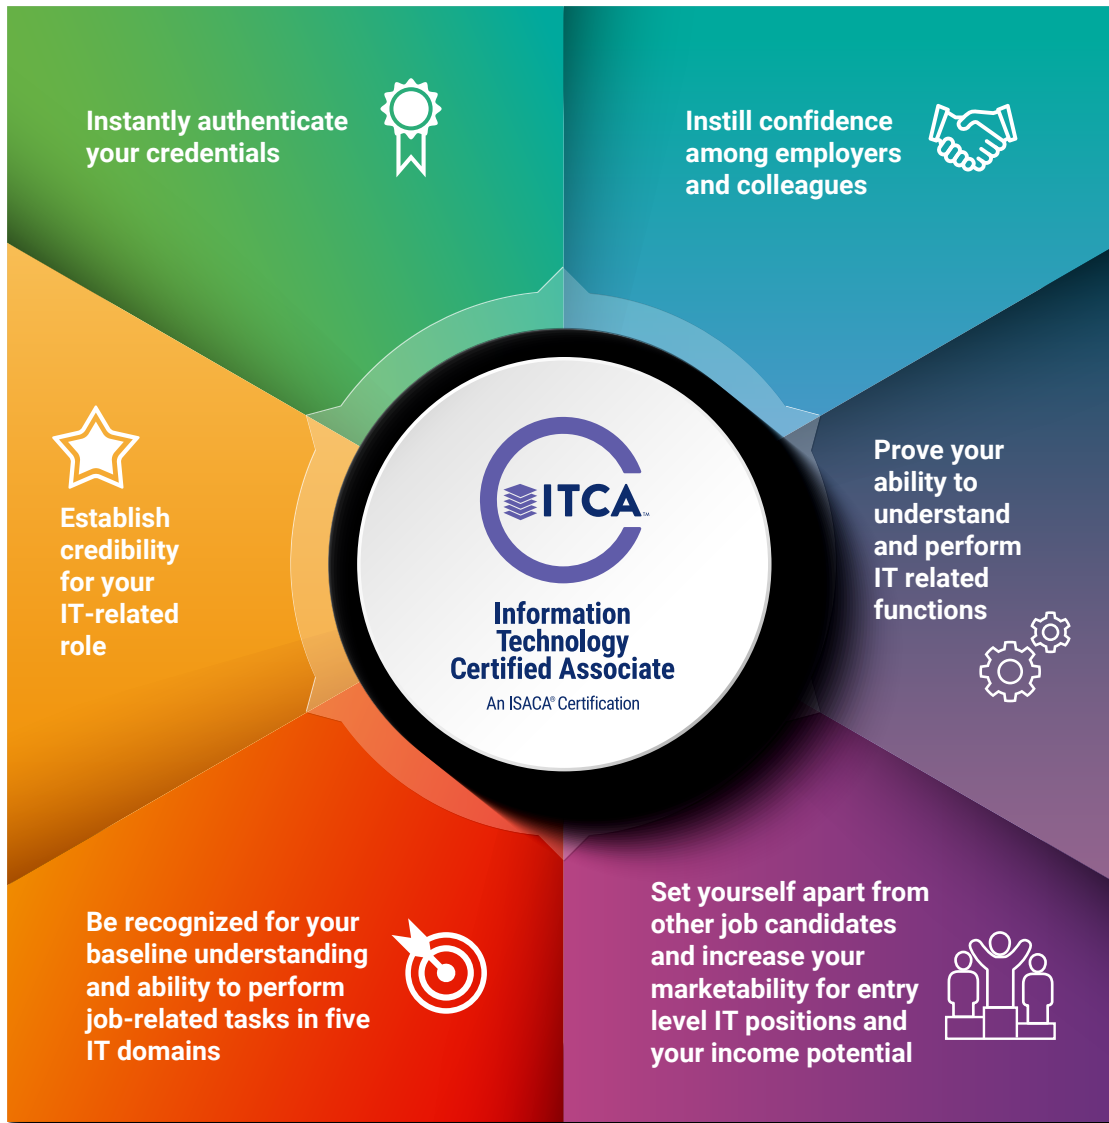 Instantly authenticate
your credentials
Instill confidence
among employers
and colleagues
Establish
credibility
for your
IT-related
role
ITCA™
Information
Technology
Certified Associate
An ISACA® Certification
Prove your
ability to
understand
and perform
IT related
functions
Be recognized for your
baseline understanding
and ability to perform
job-related tasks in five
IT domains
Set yourself apart from
other job candidates
and increase your
marketability for entry
level IT positions and
your income potential